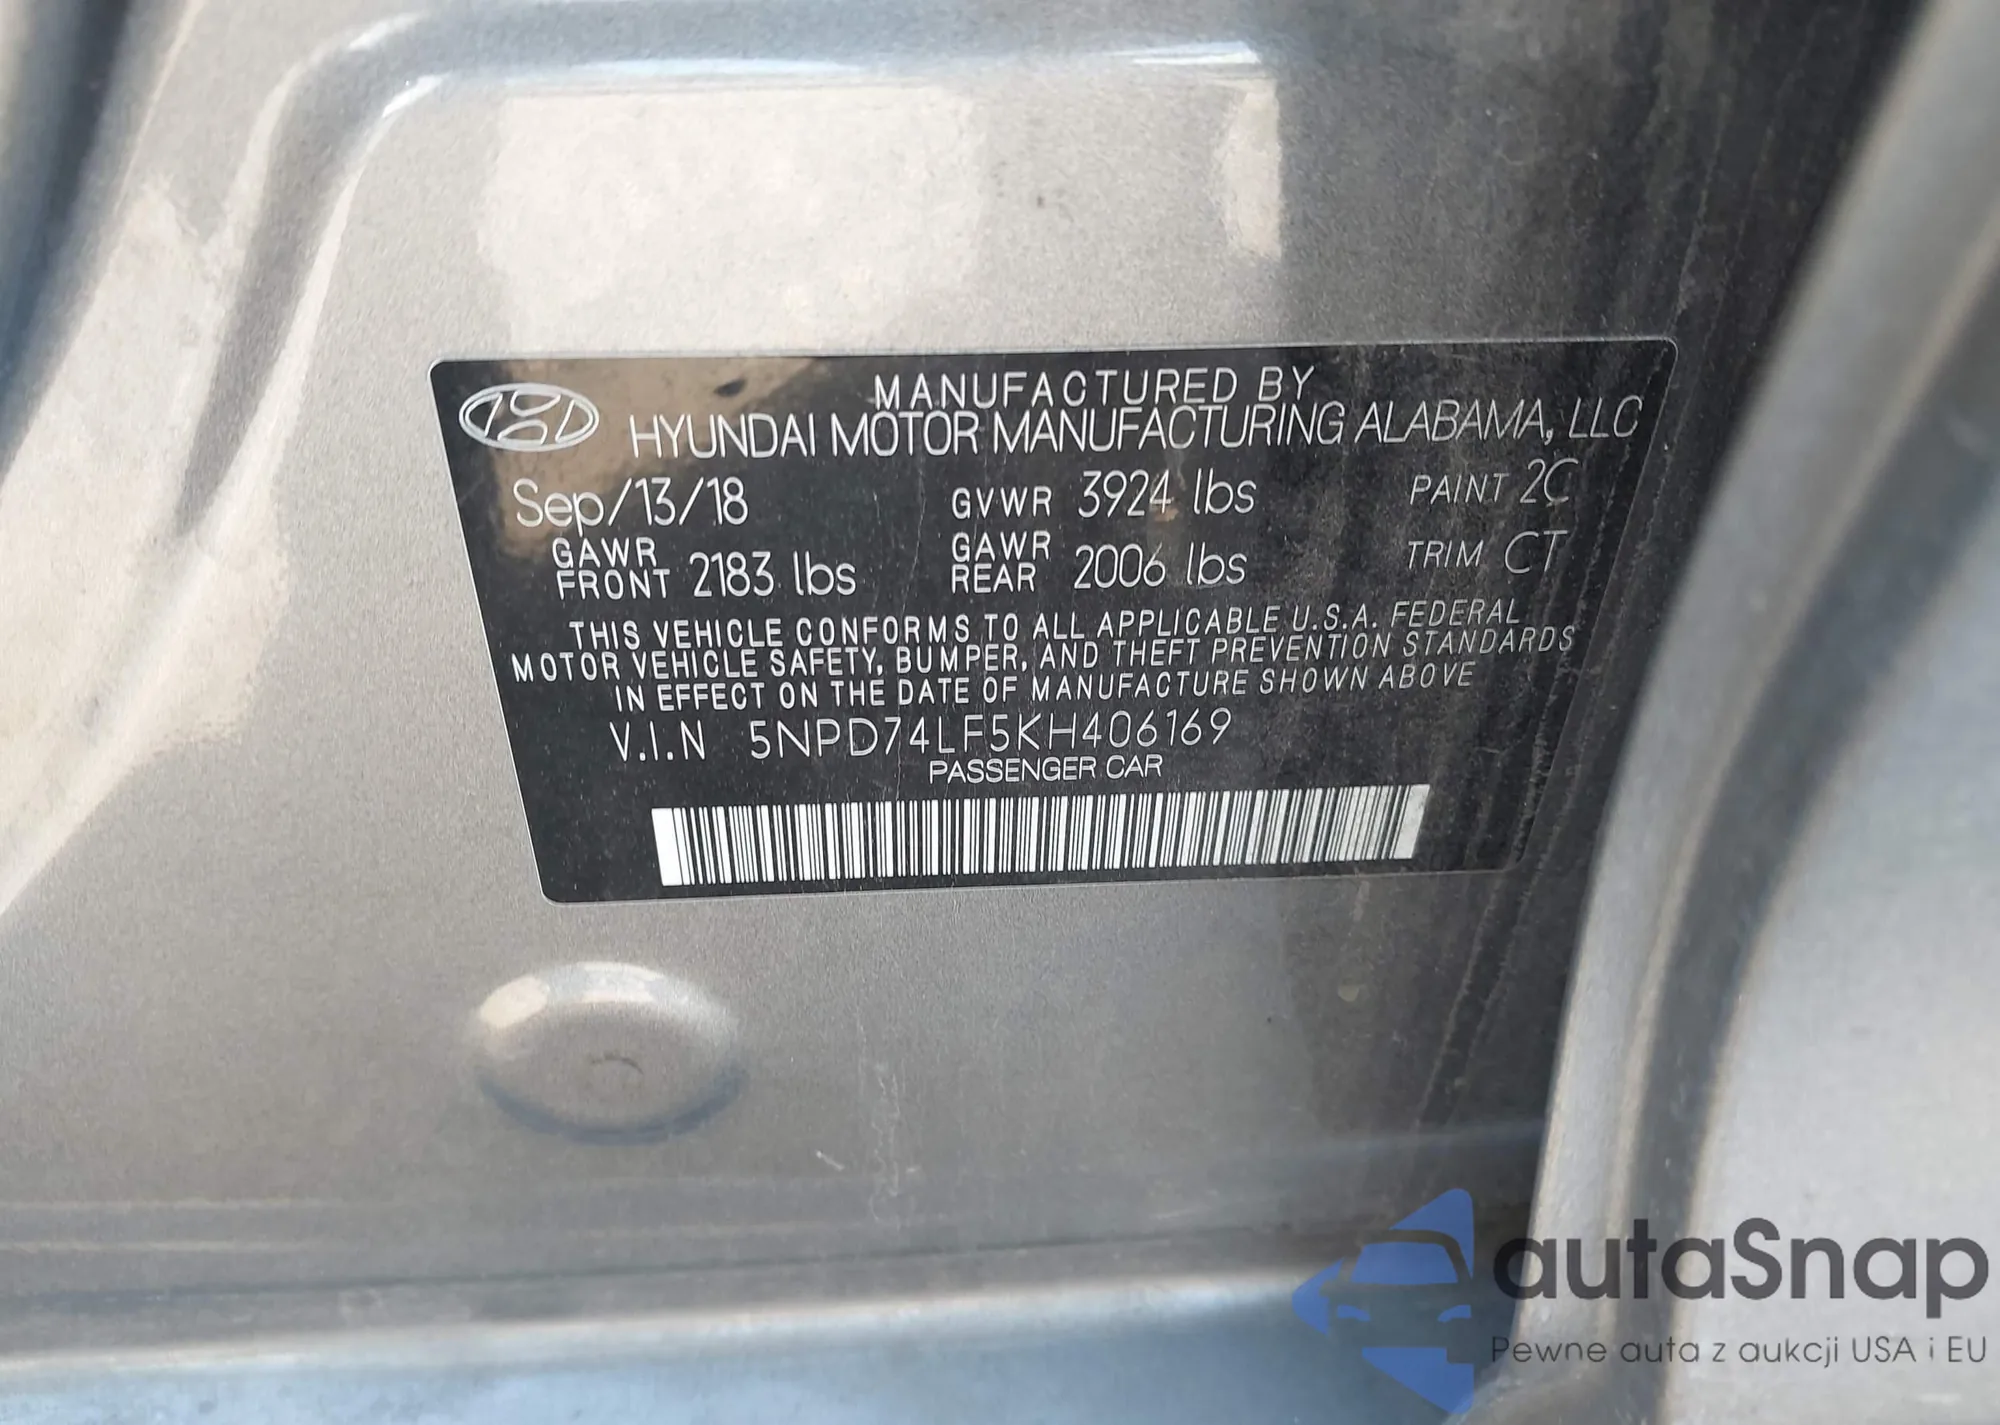 MANUFACTURED BY
HYUNDAI MOTOR MANUFACTURING ALABAMA, LLC
Sep/13/18 GVWR 3924 lbs PAINT 2C
GAWR FRONT 2183 lbs GAWR REAR 2006 lbs TRIM CT
THIS VEHICLE CONFORMS TO ALL APPLICABLE U.S.A. FEDERAL
MOTOR VEHICLE SAFETY, BUMPER, AND THEFT PREVENTION STANDARDS
IN EFFECT ON THE DATE OF MANUFACTURE SHOWN ABOVE
V.I.N 5NPD74LF5KH406169
PASSENGER CAR
autaSnap
Pewne auta z aukcji USA i EU